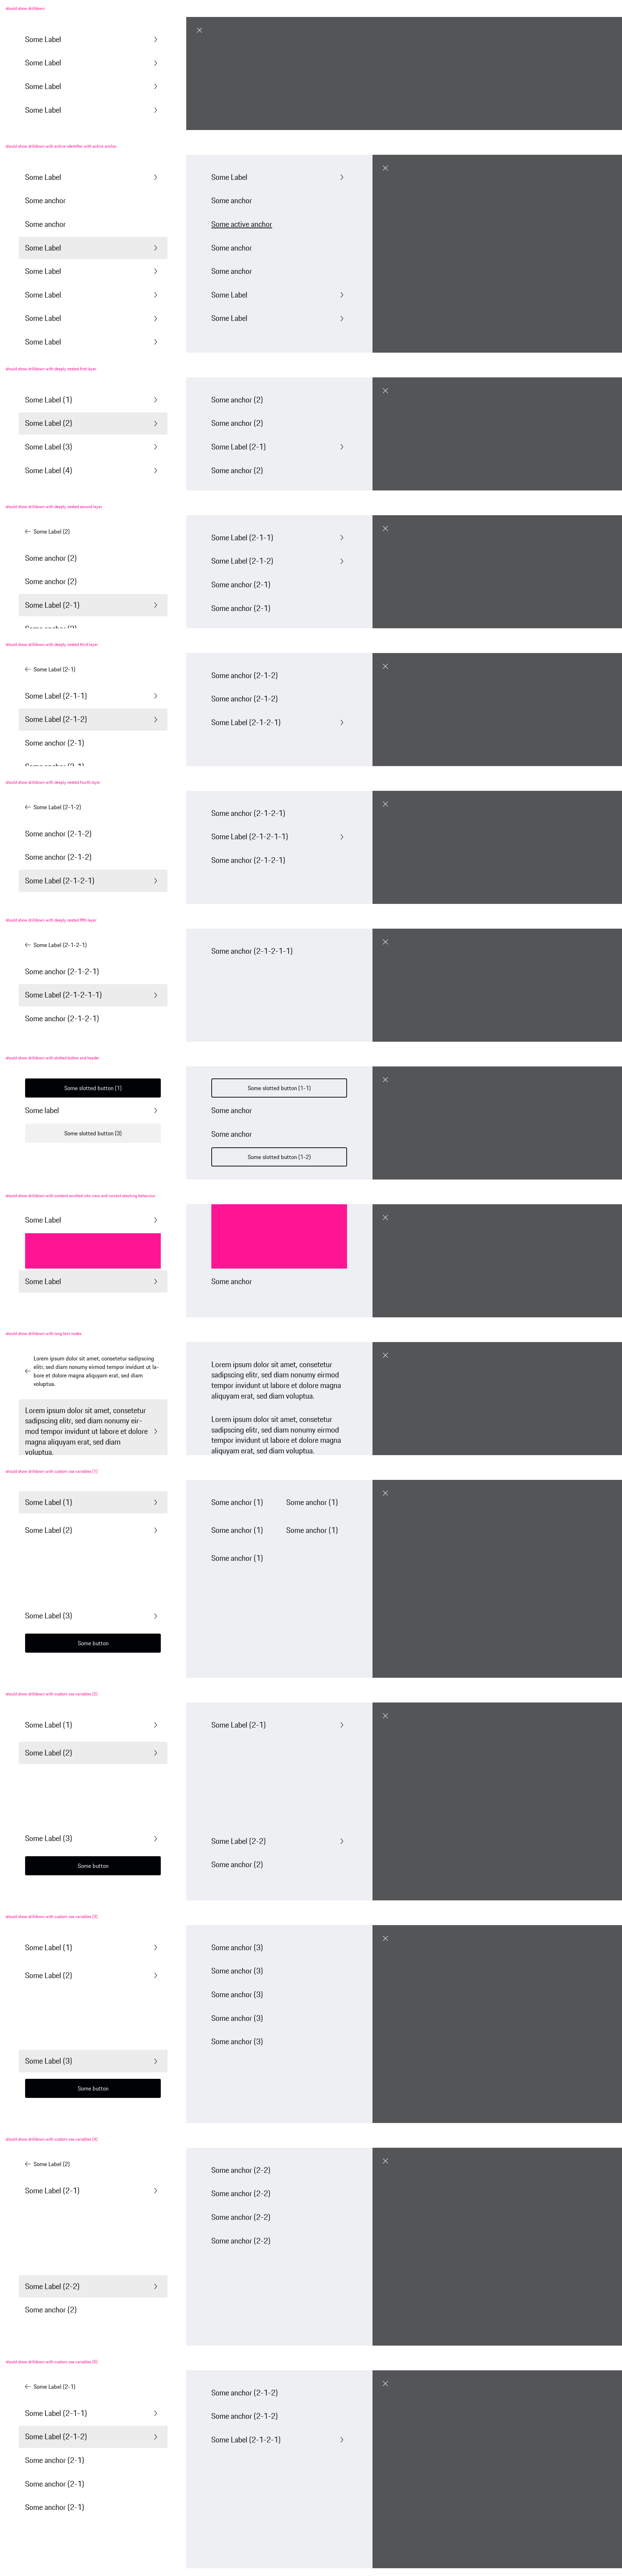 should show drilldown
Some Label
Some Label
Some Label
Some Label
should show drilldown with active-identifier with active anchor
Some Label
Some anchor
Some anchor
Some Label
Some Label
Some Label
Some Label
Some Label
Some Label
Some anchor
Some active anchor
Some anchor
Some anchor
Some Label
Some Label
should show drilldown with deeply nested first layer
Some Label (1)
Some Label (2)
Some Label (3)
Some Label (4)
Some anchor (2)
Some anchor (2)
Some Label (2-1)
Some anchor (2)
should show drilldown with deeply nested second layer
Some Label (2)
Some anchor (2)
Some anchor (2)
Some Label (2-1)
Some anchor (2)
Some Label (2-1-1)
Some Label (2-1-2)
Some anchor (2-1)
Some anchor (2-1)
should show drilldown with deeply nested third layer
Some Label (2-1)
Some Label (2-1-1)
Some Label (2-1-2)
Some anchor (2-1)
Some anchor (2-1)
Some anchor (2-1-2)
Some anchor (2-1-2)
Some Label (2-1-2-1)
should show drilldown with deeply nested fourth layer
Some Label (2-1-2)
Some anchor (2-1-2)
Some anchor (2-1-2)
Some Label (2-1-2-1)
Some anchor (2-1-2-1)
Some Label (2-1-2-1-1)
Some anchor (2-1-2-1)
should show drilldown with deeply nested fifth layer
Some Label (2-1-2-1)
Some anchor (2-1-2-1)
Some Label (2-1-2-1-1)
Some anchor (2-1-2-1)
Some anchor (2-1-2-1-1)
should show drilldown with slotted button and header
Some slotted button (1)
Some label
Some slotted button (3)
Some slotted button (1-1)
Some anchor
Some anchor
Some slotted button (1-2)
should show drilldown with content scrolled into view and correct stacking behaviour
Some Label
Some Label
Some anchor
should show drilldown with long text nodes
Lorem ipsum dolor sit amet, consetetur sadipscing
elitr, sed diam nonumy eirmod tempor invidunt ut la-
bore et dolore magna aliquyam erat, sed diam
voluptua.
Lorem ipsum dolor sit amet, consetetur
sadipscing elitr, sed diam nonumy eir-
mod tempor invidunt ut labore et dolore
magna aliquyam erat, sed diam
voluptua.
Lorem ipsum dolor sit amet, consetetur
sadipscing elitr, sed diam nonumy eirmod
tempor invidunt ut labore et dolore magna
aliquyam erat, sed diam voluptua.
Lorem ipsum dolor sit amet, consetetur
sadipscing elitr, sed diam nonumy eirmod
tempor invidunt ut labore et dolore magna
aliquyam erat, sed diam voluptua.
should show drilldown with custom css variables (1)
Some Label (1)
Some Label (2)
Some Label (3)
Some button
Some anchor (1) Some anchor (1)
Some anchor (1) Some anchor (1)
Some anchor (1)
should show drilldown with custom css variables (2)
Some Label (1)
Some Label (2)
Some Label (3)
Some button
Some Label (2-1)
Some Label (2-2)
Some anchor (2)
should show drilldown with custom css variables (3)
Some Label (1)
Some Label (2)
Some Label (3)
Some button
Some anchor (3)
Some anchor (3)
Some anchor (3)
Some anchor (3)
Some anchor (3)
should show drilldown with custom css variables (4)
Some Label (2)
Some Label (2-1)
Some Label (2-2)
Some anchor (2)
Some anchor (2-2)
Some anchor (2-2)
Some anchor (2-2)
Some anchor (2-2)
should show drilldown with custom css variables (5)
Some Label (2-1)
Some Label (2-1-1)
Some Label (2-1-2)
Some anchor (2-1)
Some anchor (2-1)
Some anchor (2-1)
Some anchor (2-1-2)
Some anchor (2-1-2)
Some Label (2-1-2-1)